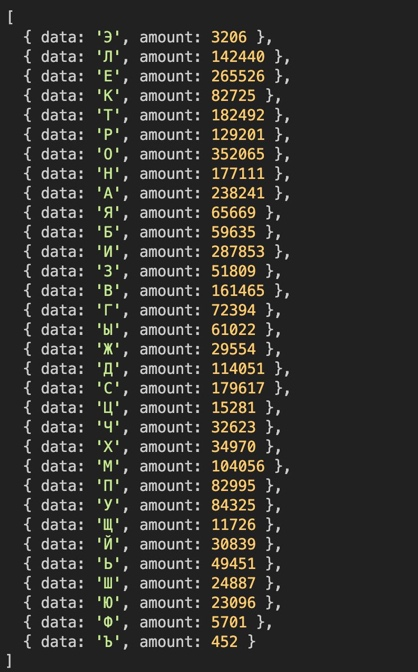 [
{ data: 'Э', amount: 3206 },
{ data: 'Л', amount: 142440 },
{ data: 'Е', amount: 265526 },
{ data: 'К', amount: 82725 },
{ data: 'Т', amount: 182492 },
{ data: 'Р', amount: 129201 },
{ data: 'О', amount: 352065 },
{ data: 'Н', amount: 177111 },
{ data: 'А', amount: 238241 },
{ data: 'Я', amount: 65669 },
{ data: 'Б', amount: 59635 },
{ data: 'И', amount: 287853 },
{ data: 'З', amount: 51809 },
{ data: 'В', amount: 161465 },
{ data: 'Г', amount: 72394 },
{ data: 'Ы', amount: 61022 },
{ data: 'Ж', amount: 29554 },
{ data: 'Д', amount: 114051 },
{ data: 'С', amount: 179617 },
{ data: 'Ц', amount: 15281 },
{ data: 'Ч', amount: 32623 },
{ data: 'Х', amount: 34970 },
{ data: 'М', amount: 104056 },
{ data: 'П', amount: 82995 },
{ data: 'У', amount: 84325 },
{ data: 'Щ', amount: 11726 },
{ data: 'Й', amount: 30839 },
{ data: 'Ь', amount: 49451 },
{ data: 'Ш', amount: 24887 },
{ data: 'Ю', amount: 23096 },
{ data: 'Ф', amount: 5701 },
{ data: 'Ъ', amount: 452 }
]